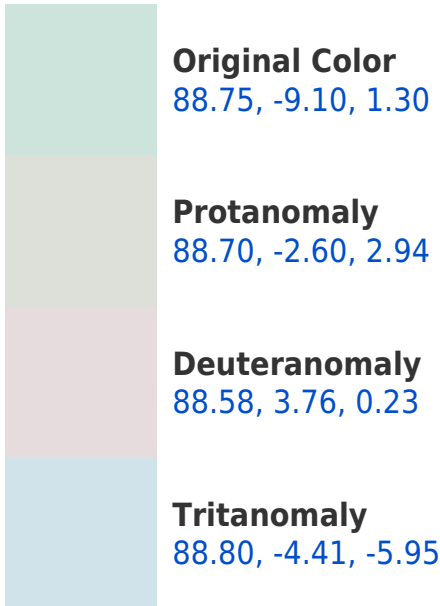 Original Color
88.75, -9.10, 1.30
Protanomaly
88.70, -2.60, 2.94
Deuteranomaly
88.58, 3.76, 0.23
Tritanomaly
88.80, -4.41, -5.95